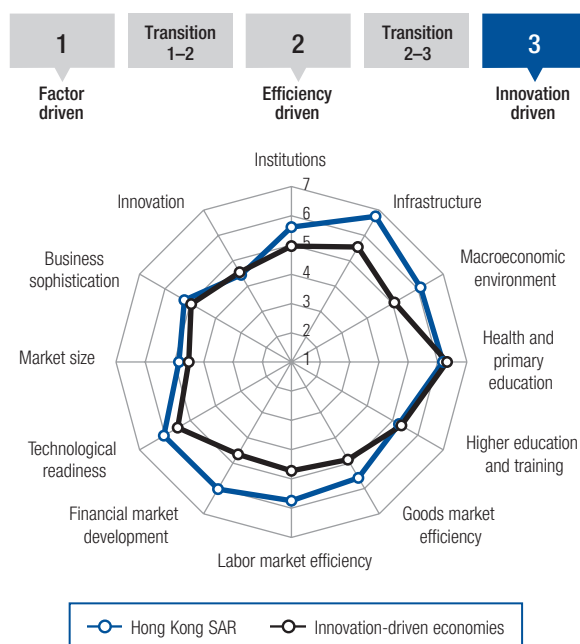 1
Transition
1–2
2
Transition
2–3
3
Factor
driven
Efficiency
driven
Innovation
driven
Institutions
Infrastructure
Macroeconomic
environment
Health and
primary
education
Higher education
and training
Goods market
efficiency
Labor market efficiency
Financial market
development
Technological
readiness
Market size
Business
sophistication
Innovation
7
6
5
4
3
2
1
Hong Kong SAR
Innovation-driven economies